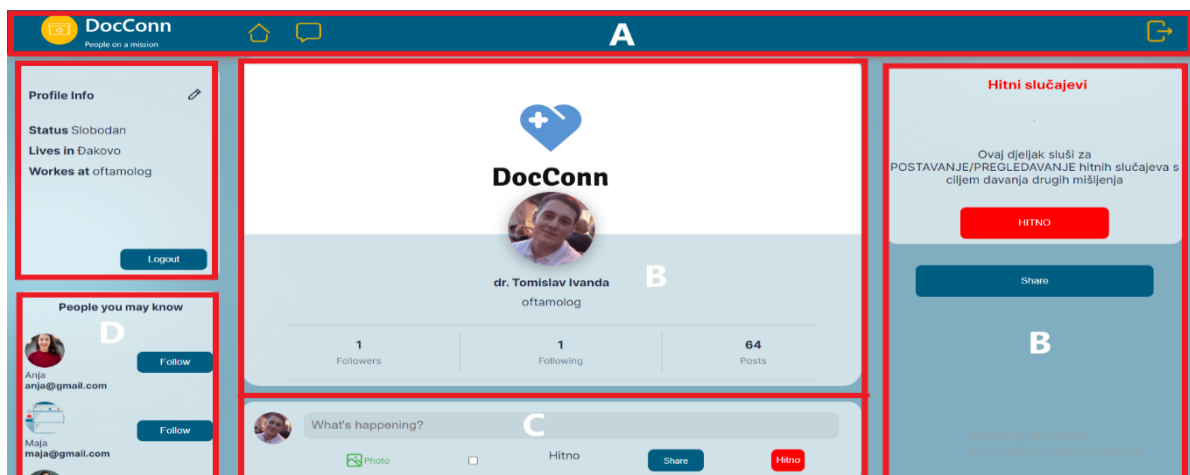 DocConn
People on a mission
A
Profile Info
Status Slobodan
Lives in Đakovo
Workes at oftamolog
Logout
People you may know
D
Follow
Anja
anja@gmail.com
Follow
Maja
maja@gmail.com
DocConn
dr. Tomislav Ivanda
B
oftamolog
1
Followers
1
Following
64
Posts
What's happening?
C
Photo
Hitno
Share
Hitno
Hitni slučajevi
Ovaj djeljak sluši za
POSTAVANJE/PREGLEDAVANJE hitnih slučajeva s
ciljem davanja drugih mišljenja
HITNO
Share
B